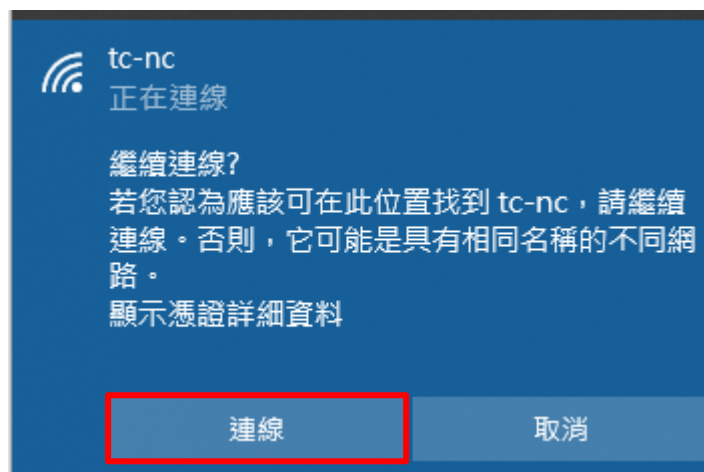 tc-nc
正在連線
繼續連線?
若您認為應該可在此位置找到 tc-nc，請繼續
連線。否則，它可能是具有相同名稱的不同網
路。
顯示憑證詳細資料
連線
取消